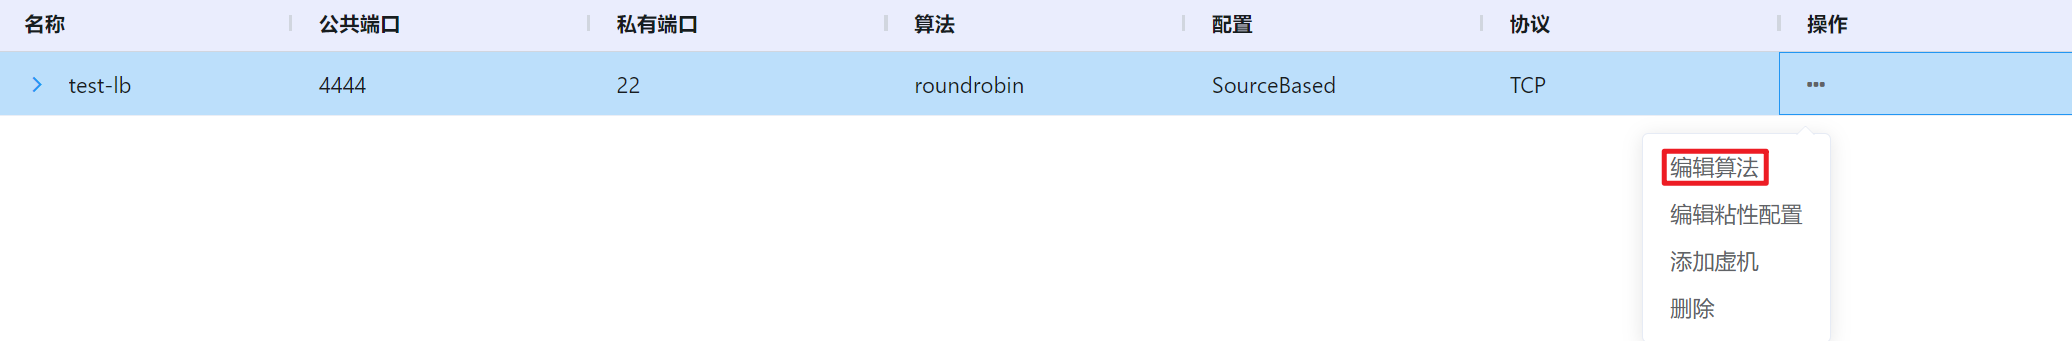 名称 公共端口 私有端口 算法 配置 协议 操作
test-lb 4444 22 roundrobin SourceBased TCP •••
编辑算法
编辑粘性配置
添加虚机
删除